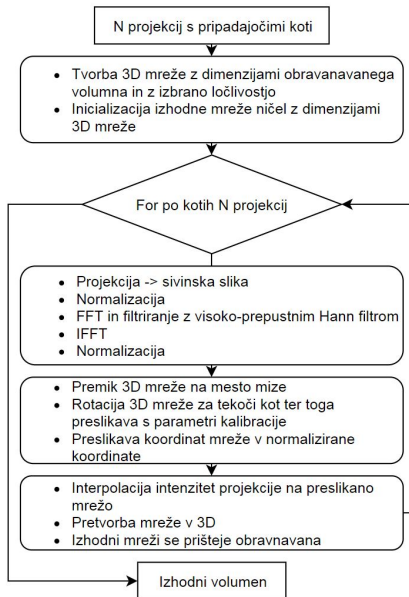 N projekcij s pripadajočimi koti
• Tvorba 3D mreže z dimenzijami obravanavanega
volumna in z izbrano ločlivostjo
• Inicializacija izhodne mreže ničel z dimenzijami
3D mreže
For po kotih N projekcij
• Projekcija -> sivinska slika
• Normalizacija
• FFT in filtriranje z visoko-prepustnim Hann filtrom
• IFFT
• Normalizacija
• Premik 3D mreže na mesto mize
• Rotacija 3D mreže za tekoči kot ter toga
preslikava s parametri kalibracije
• Preslikava koordinat mreže v normalizirane
koordinate
• Interpolacija intenzitet projekcije na preslikano
mrežo
• Pretvorba mreže v 3D
• Izhodni mreži se prišteje obravnavana
Izhodni volumen